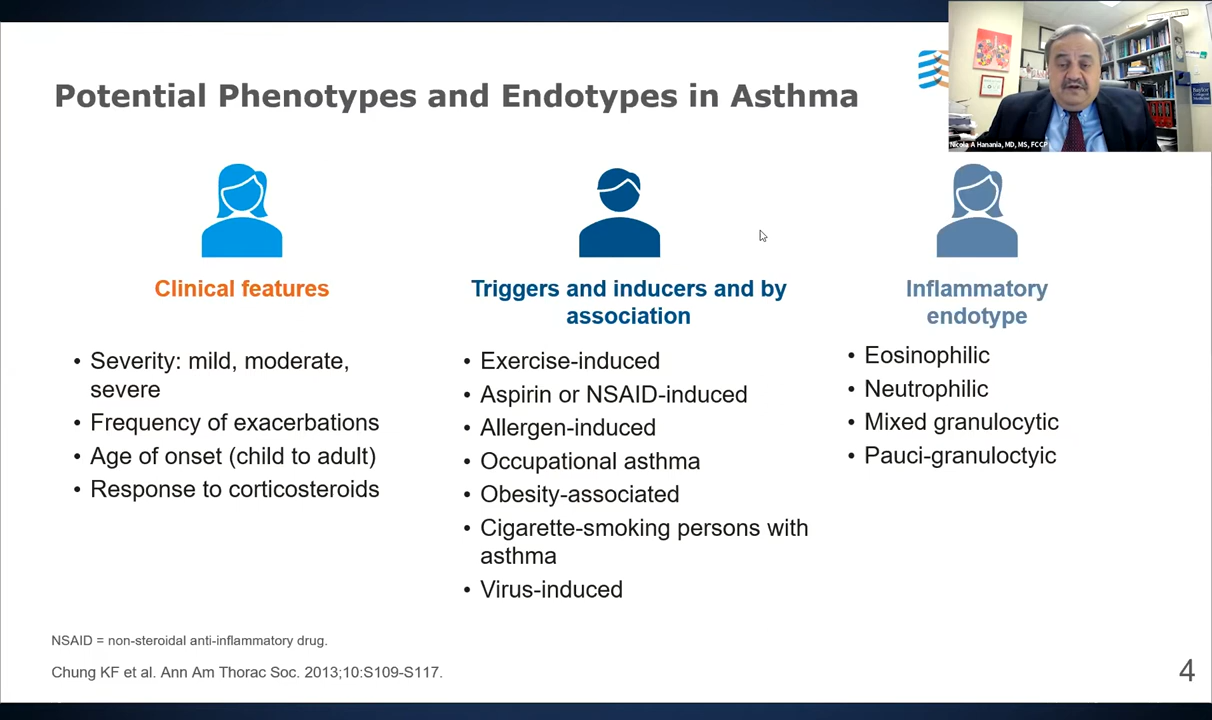 Potential Phenotypes and Endotypes in Asthma
Nicola A Hanania, MD, MS, FCCP
Clinical features
• Severity: mild, moderate,
severe
• Frequency of exacerbations
• Age of onset (child to adult)
• Response to corticosteroids
Triggers and inducers and by
association
• Exercise-induced
• Aspirin or NSAID-induced
• Allergen-induced
• Occupational asthma
• Obesity-associated
• Cigarette-smoking persons with
asthma
• Virus-induced
Inflammatory
endotype
• Eosinophilic
• Neutrophilic
• Mixed granulocytic
• Pauci-granuloctyic
NSAID = non-steroidal anti-inflammatory drug.
Chung KF et al. Ann Am Thorac Soc. 2013;10:S109-S117.
4